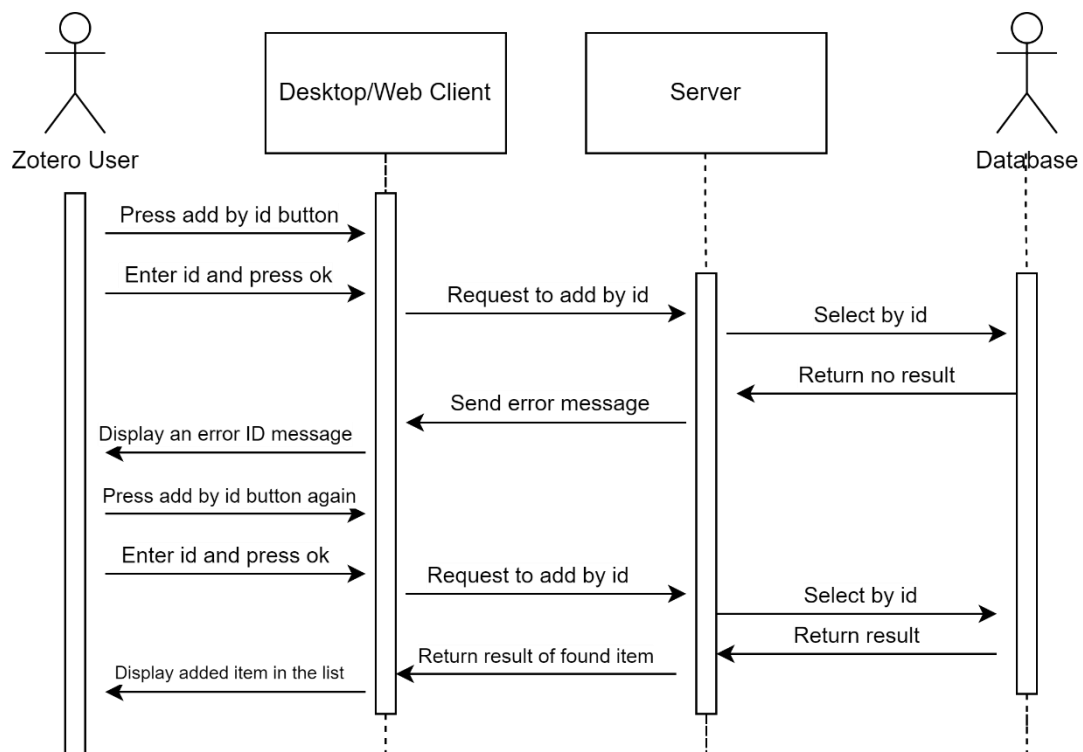 Desktop/Web Client
Server
Zotero User
Database
Press add by id button
Enter id and press ok
Request to add by id
Select by id
Return no result
Send error message
Display an error ID message
Press add by id button again
Enter id and press ok
Request to add by id
Select by id
Return result
Return result of found item
Display added item in the list